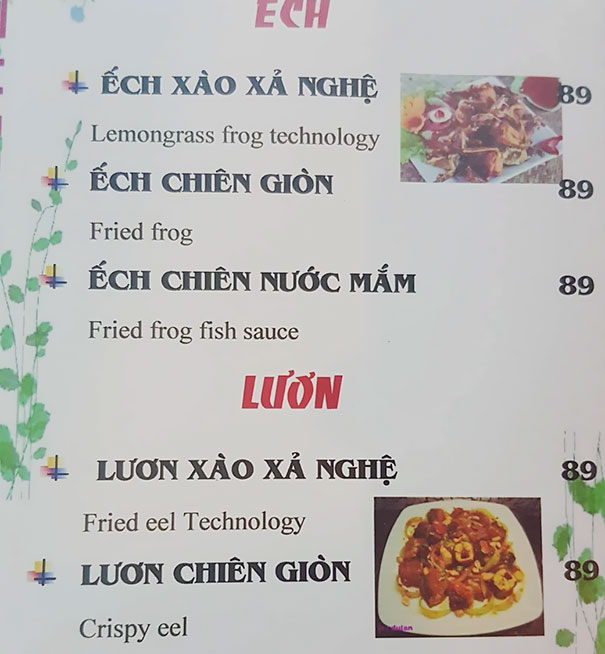 ẾCH
ẾCH XÀO XẢ NGHỆ 89
Lemongrass frog technology
ẾCH CHIÊN GIÒN 89
Fried frog
ẾCH CHIÊN NƯỚC MẮM 89
Fried frog fish sauce
LƯƠN
LƯƠN XÀO XẢ NGHỆ 89
Fried eel Technology
LƯƠN CHIÊN GIÒN 89
Crispy eel